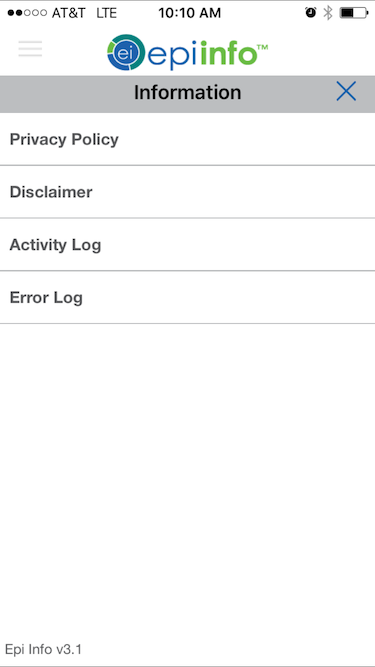 AT&T LTE 10:10 AM
ei epiinfo™
Information
Privacy Policy
Disclaimer
Activity Log
Error Log
Epi Info v3.1